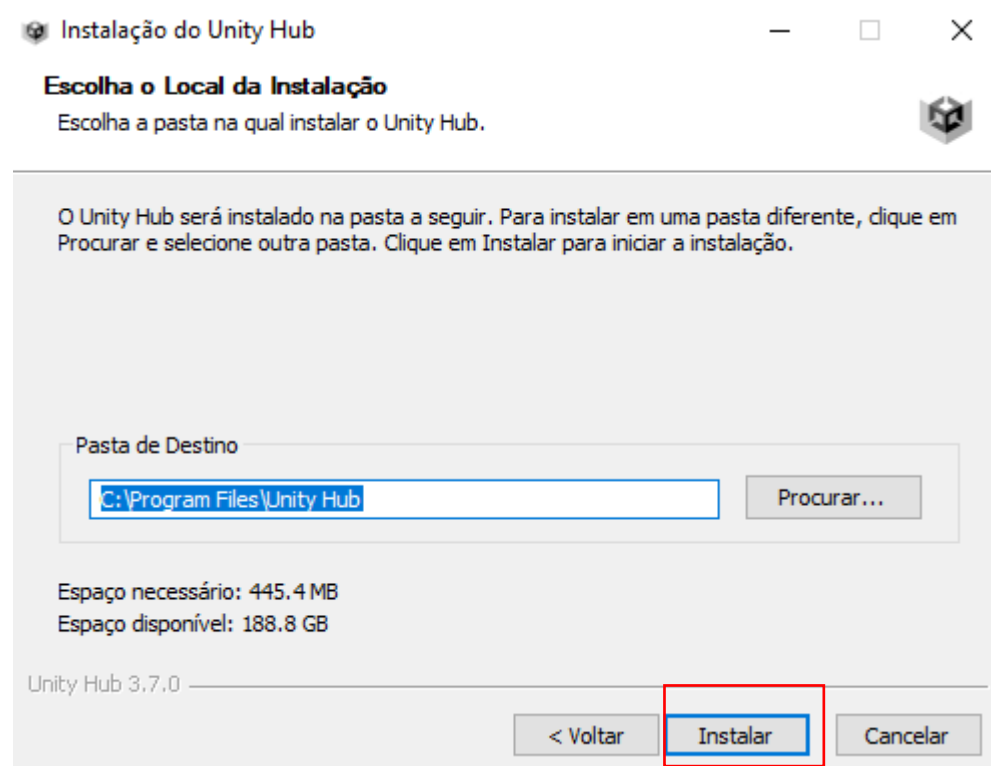 Instalação do Unity Hub
Escolha o Local da Instalação
Escolha a pasta na qual instalar o Unity Hub.
O Unity Hub será instalado na pasta a seguir. Para instalar em uma pasta diferente, clique em
Procurar e selecione outra pasta. Clique em Instalar para iniciar a instalação.
Pasta de Destino
C:\Program Files\Unity Hub
Procurar...
Espaço necessário: 445.4 MB
Espaço disponível: 188.8 GB
Unity Hub 3.7.0
< Voltar
Instalar
Cancelar